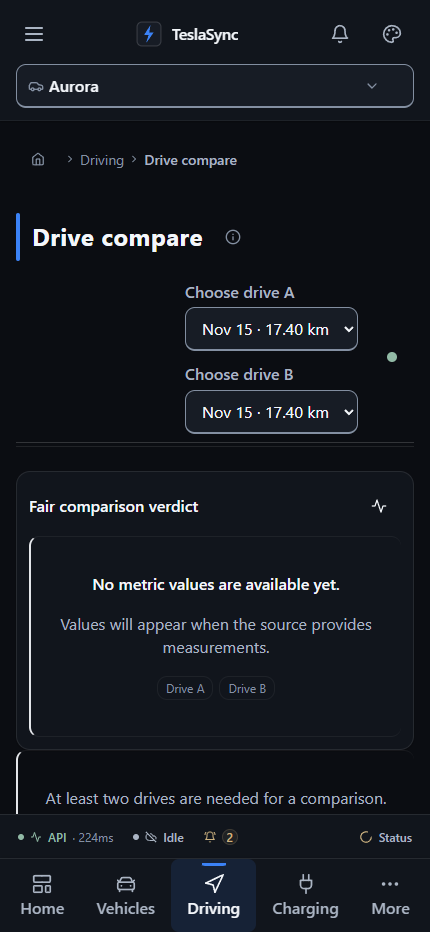 TeslaSync
Aurora
Driving
Drive compare
Drive compare
Choose drive A
Nov 15 · 17.40 km
Choose drive B
Nov 15 · 17.40 km
Fair comparison verdict
No metric values are available yet.
Values will appear when the source provides
measurements.
Drive A
Drive B
At least two drives are needed for a comparison.
API · 224ms
Idle
2
Status
Home
Vehicles
Driving
Charging
More